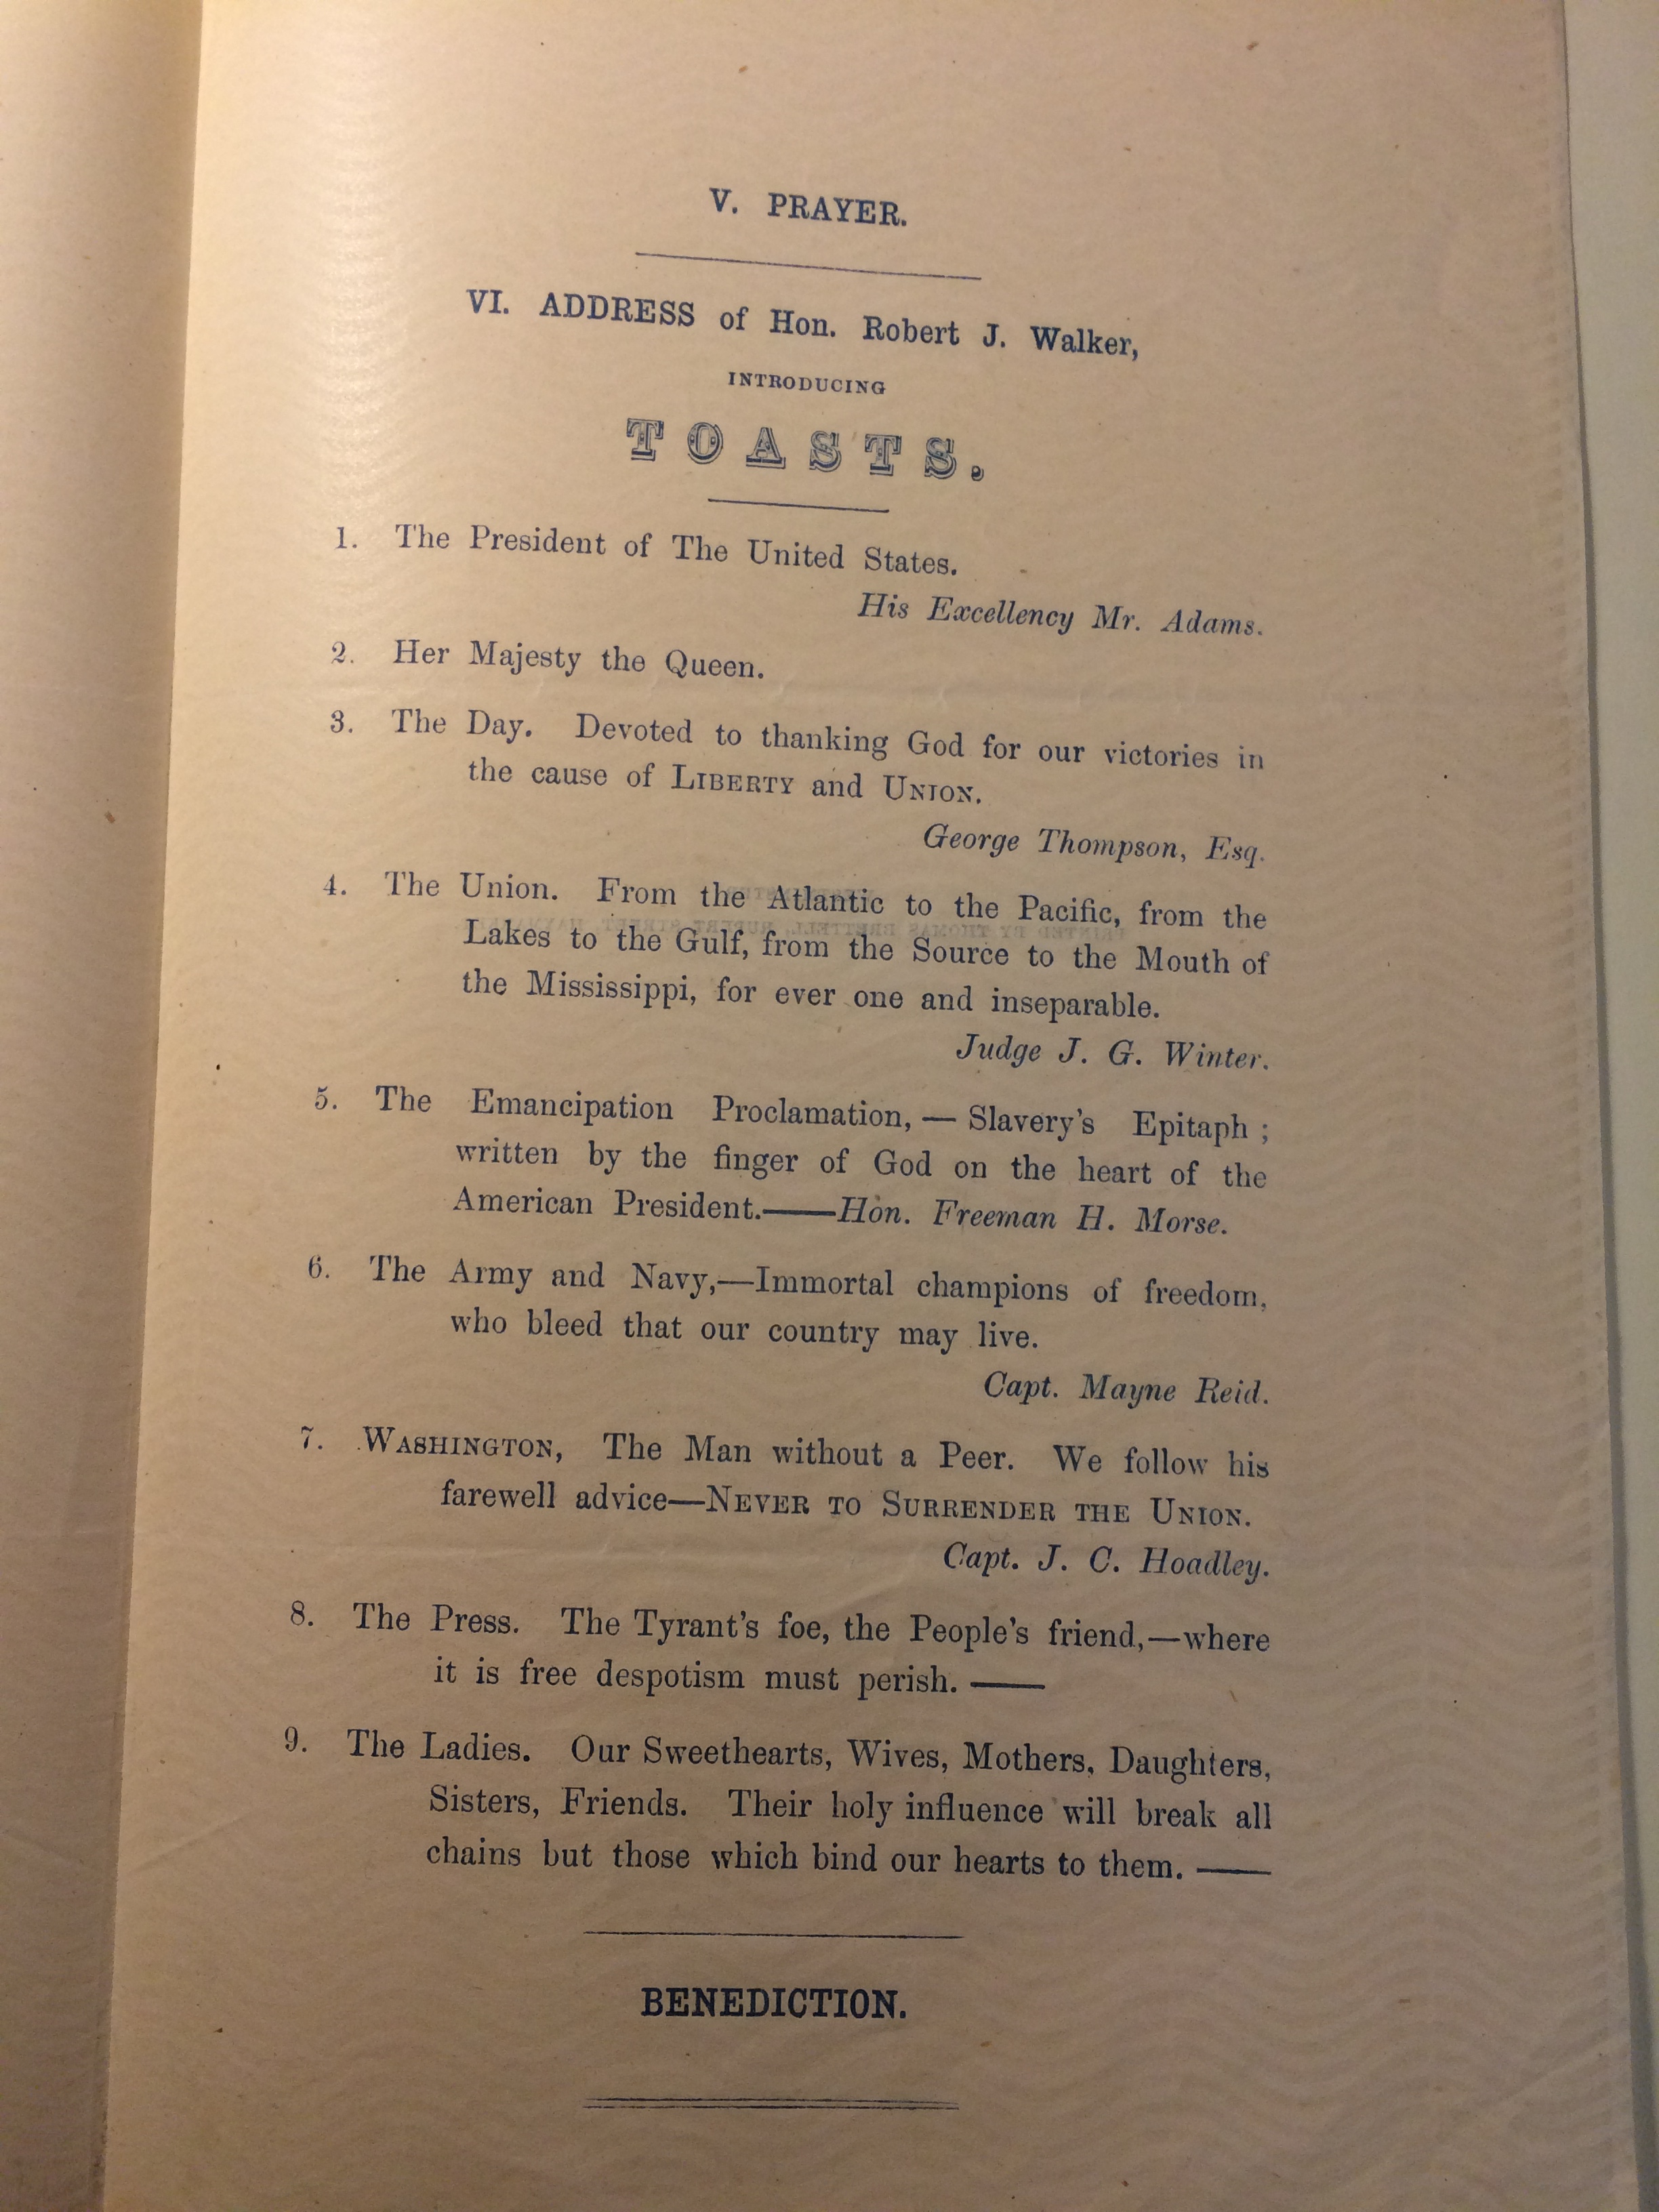 V. PRAYER.
VI. ADDRESS of Hon. Robert J. Walker,
INTRODUCING
TOASTS.
1. The President of The United States.
His Excellency Mr. Adams.
2. Her Majesty the Queen.
3. The Day. Devoted to thanking God for our victories in
the cause of LIBERTY and UNION.
George Thompson, Esq.
4. The Union. From the Atlantic to the Pacific, from the
Lakes to the Gulf, from the Source to the Mouth of
the Mississippi, for ever one and inseparable.
Judge J. G. Winter.
5. The Emancipation Proclamation, — Slavery's Epitaph ;
written by the finger of God on the heart of the
American President.——Hon. Freeman H. Morse.
6. The Army and Navy,—Immortal champions of freedom,
who bleed that our country may live.
Capt. Mayne Reid.
7. WASHINGTON, The Man without a Peer. We follow his
farewell advice—NEVER TO SURRENDER THE UNION.
Capt. J. C. Hoadley.
8. The Press. The Tyrant's foe, the People's friend,—where
it is free despotism must perish. ——
9. The Ladies. Our Sweethearts, Wives, Mothers, Daughters,
Sisters, Friends. Their holy influence will break all
chains but those which bind our hearts to them. ——
BENEDICTION.